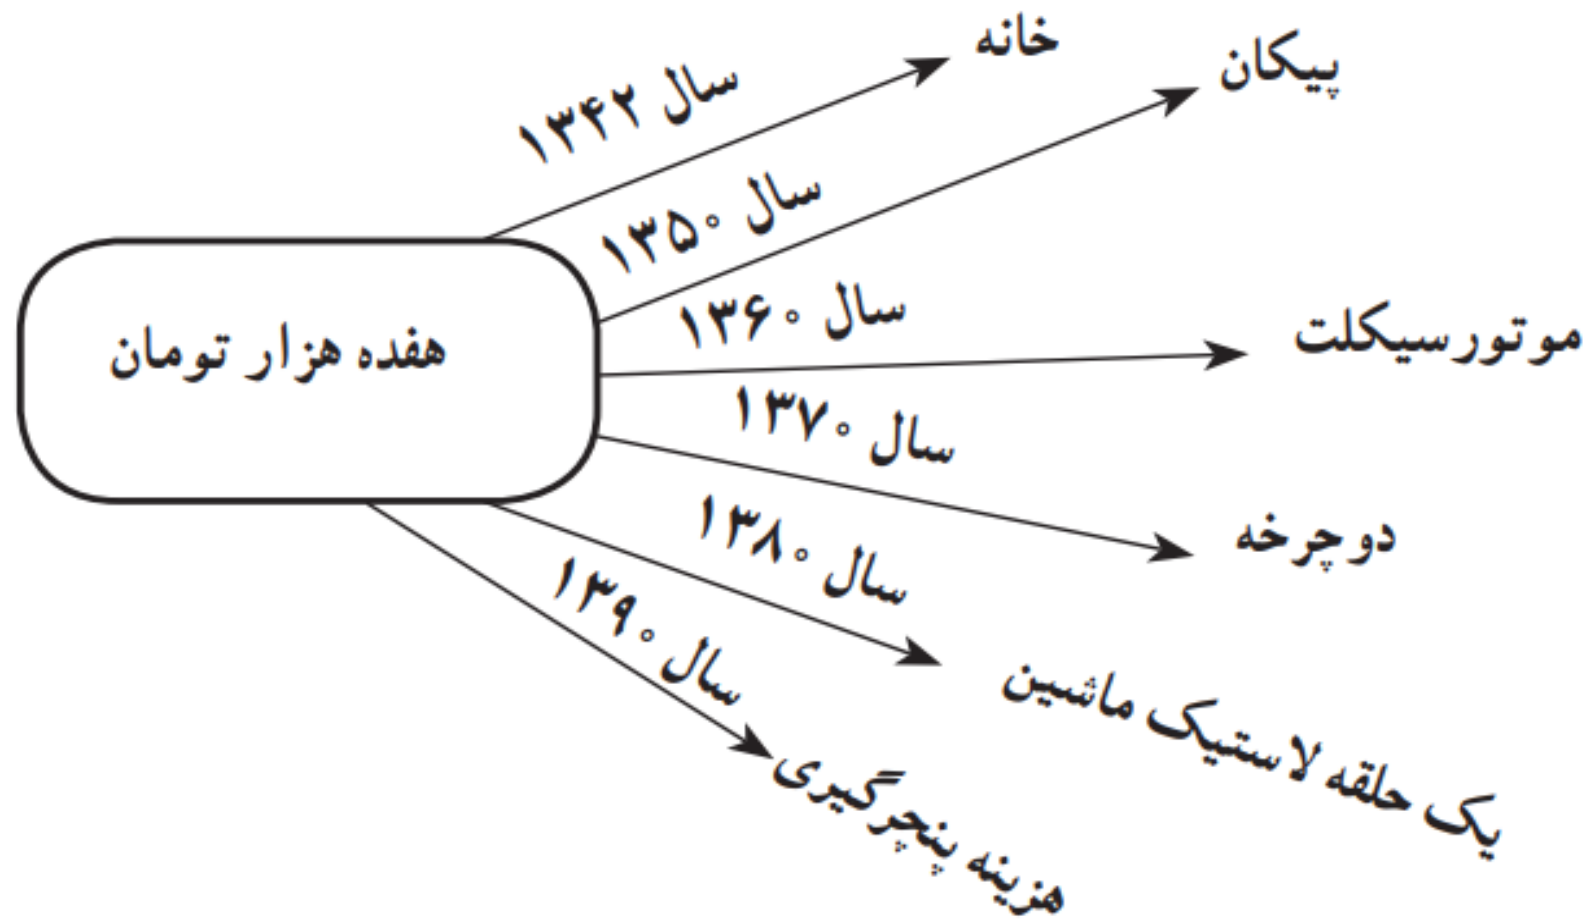 هفده هزار تومان
سال ۱۳۴۲
خانه
سال ۱۳۵۰
پیکان
سال ۱۳۶۰
موتورسیکلت
سال ۱۳۷۰
دوچرخه
سال ۱۳۸۰
یک حلقه لاستیک ماشین
سال ۱۳۹۰
هزینه پنچرگیری